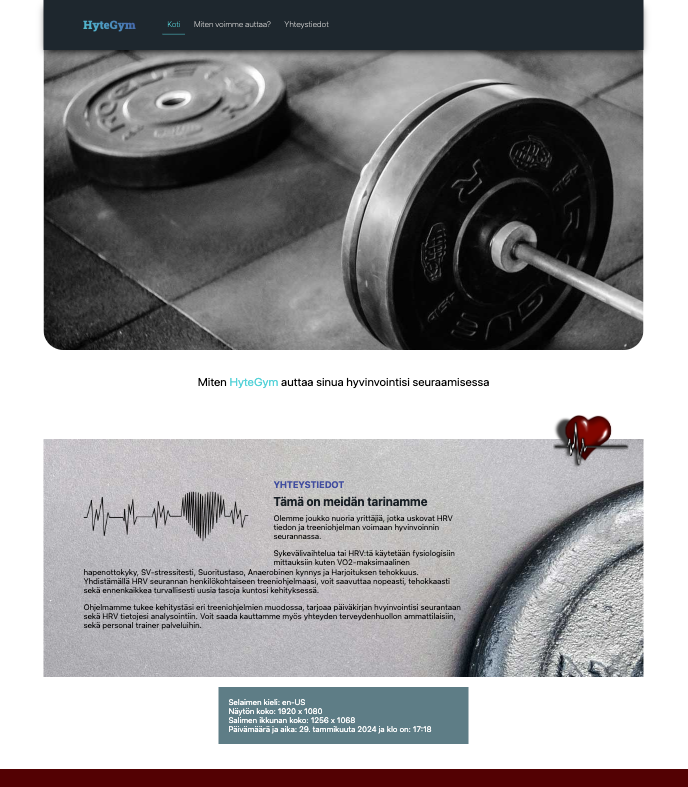 HyteGym
Koti
Miten voimme auttaa?
Yhteystiedot
ROGUE
R
ROGUE
Miten HyteGym auttaa sinua hyvinvointisi seuraamisessa
YHTEYSTIEDOT
Tämä on meidän tarinamme
Olemme joukko nuoria yrittäjiä, jotka uskovat HRV
tiedon ja treeniohjelman voimaan hyvinvoinnin
seurannassa.
Sykevälivaihtelua tai HRV:tä käytetään fysiologisiin
mittauksiin kuten VO2-maksimaalinen
hapenottokyky, SV-stressitesti, Suoritustaso, Anaerobinen kynnys ja Harjoituksen tehokkuus.
Yhdistämällä HRV seurannan henkilökohtaiseen treeniohjelmaasi, voit saavuttaa nopeasti, tehokkaasti
sekä ennenkaikkea turvallisesti uusia tasoja kuntosi kehityksessä.
Ohjelmamme tukee kehitystäsi eri treeniohjelmien muodossa, tarjoaa päiväkirjan hvyinvointisi seurantaan
sekä HRV tietojesi analysointiin. Voit saada kauttamme myös yhteyden terveydenhuollon ammattilaisiin,
sekä personal trainer palveluihin.
Selaimen kieli: en-US
Näytön koko: 1920 x 1080
Salimen ikkunan koko: 1256 x 1068
Päivämäärä ja aika: 29. tammikuuta 2024 ja klo on: 17:18